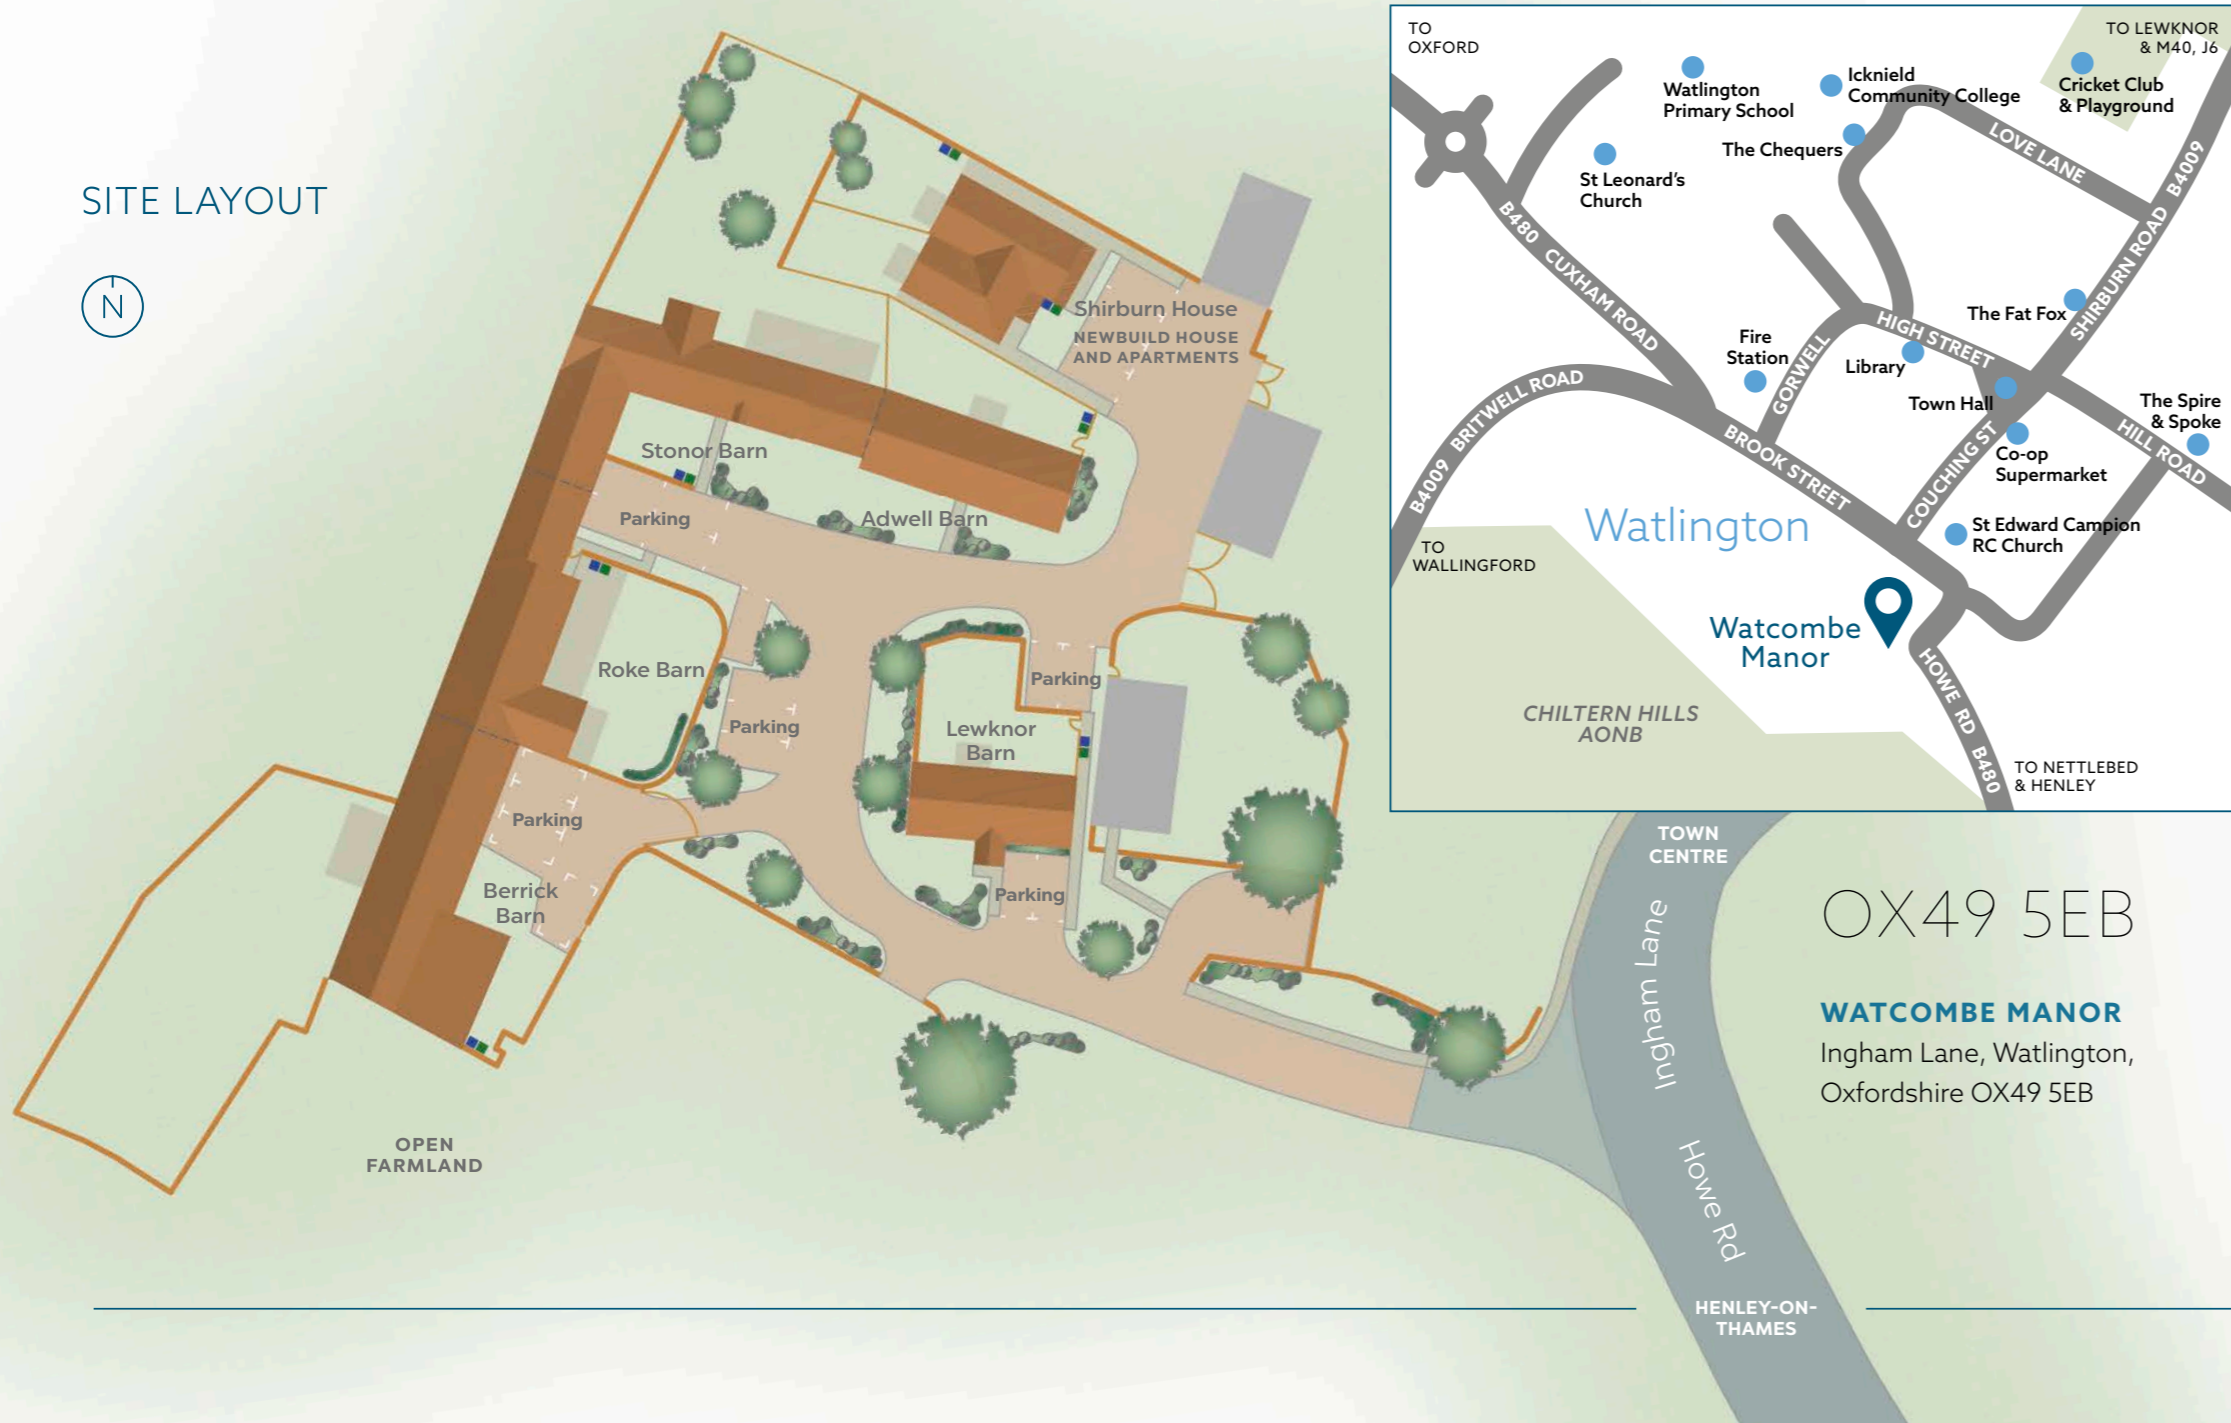 SITE LAYOUT
N
Shirburn House
NEWBUILD HOUSE
AND APARTMENTS
Stonor Barn
Parking
Adwell Barn
Roke Barn
Parking
Parking
Lewknor
Barn
Parking
Berrick
Barn
Parking
OPEN
FARMLAND
TO
OXFORD
Watlington
Primary School
Icknield
Community College
TO LEWKNOR
& M40, J6
Cricket Club
& Playground
The Chequers
St Leonard's
Church
LOVE LANE
SHIRBURN ROAD B4009
B480 CUXHAM ROAD
The Fat Fox
HIGH STREET
Fire
Station
GORWELL
Library
Town Hall
The Spire
& Spoke
B4009 BRITWELL ROAD
BROOK STREET
COUCHING ST
Co-op
Supermarket
HILL ROAD
Watlington
St Edward Campion
RC Church
TO
WALLINGFORD
Watcombe
Manor
CHILTERN HILLS
AONB
HOWE RD B480
TO NETTLEBED
& HENLEY
TOWN
CENTRE
Ingham Lane
Howe Rd
HENLEY-ON-
THAMES
OX49 5EB
WATCOMBE MANOR
Ingham Lane, Watlington,
Oxfordshire OX49 5EB